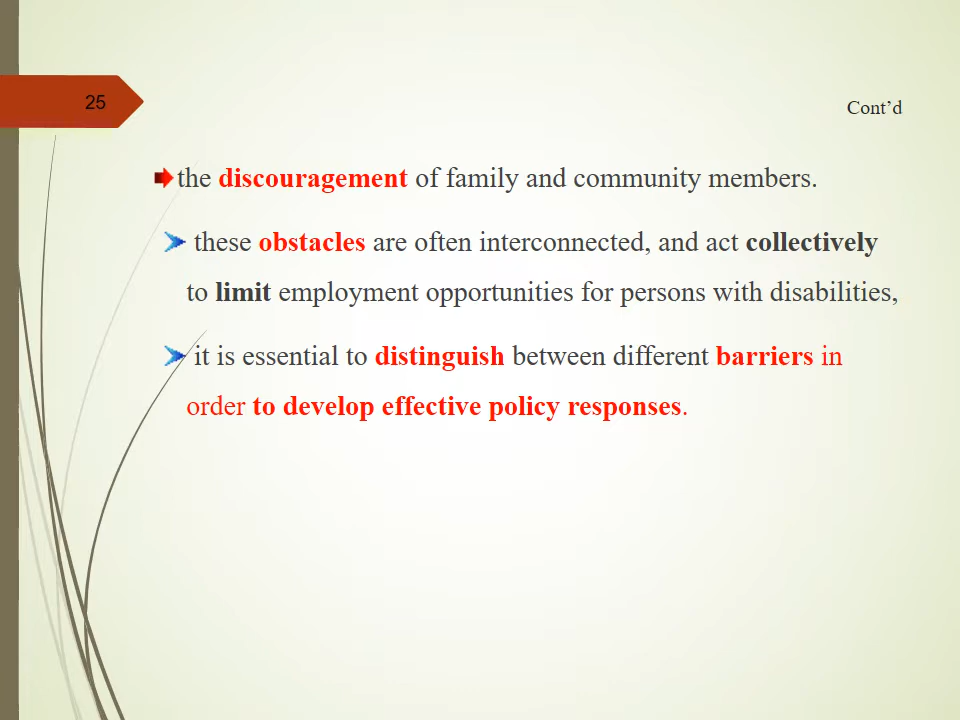 25
Cont’d
the discouragement of family and community members.
these obstacles are often interconnected, and act collectively
to limit employment opportunities for persons with disabilities,
it is essential to distinguish between different barriers in
order to develop effective policy responses.